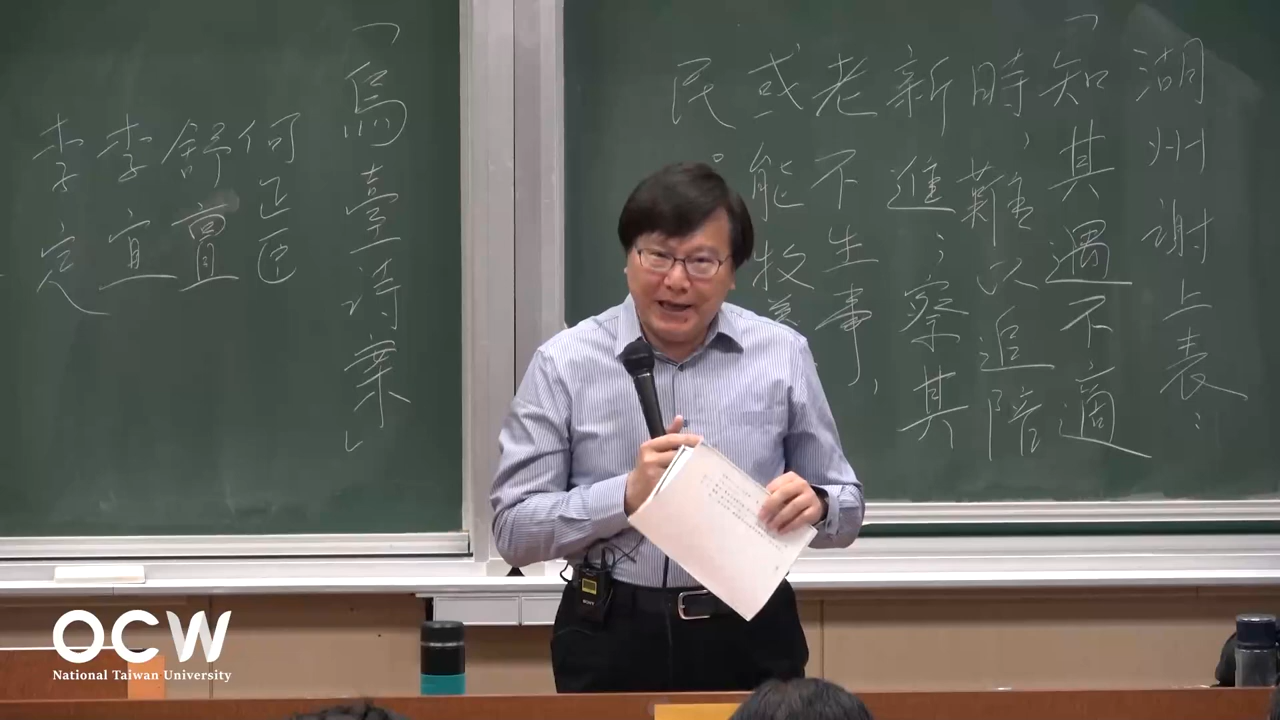 湖州謝上表：
「知其遇不適
時，難以追陪
新進；察其
老不生事，
或能牧養
民。
「烏臺詩案」
何正臣
舒亶
李宜
李定
OCW
National Taiwan University